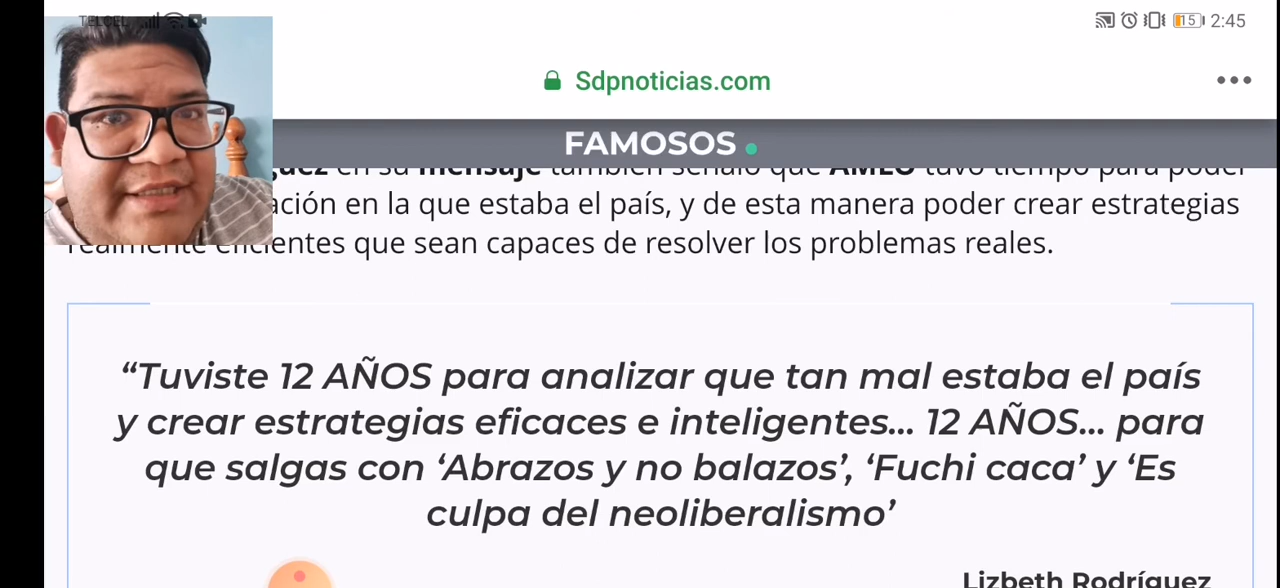 TELCEL
15 2:45
Sdpnoticias.com
FAMOSOS
en su mensaje también señaló que AMLO tuvo tiempo para poder
ación en la que estaba el país, y de esta manera poder crear estrategias
realmente eficientes que sean capaces de resolver los problemas reales.
“Tuviste 12 AÑOS para analizar que tan mal estaba el país
y crear estrategias eficaces e inteligentes... 12 AÑOS... para
que salgas con ‘Abrazos y no balazos’, ‘Fuchi caca’ y ‘Es
culpa del neoliberalismo’
Lizbeth Rodríguez